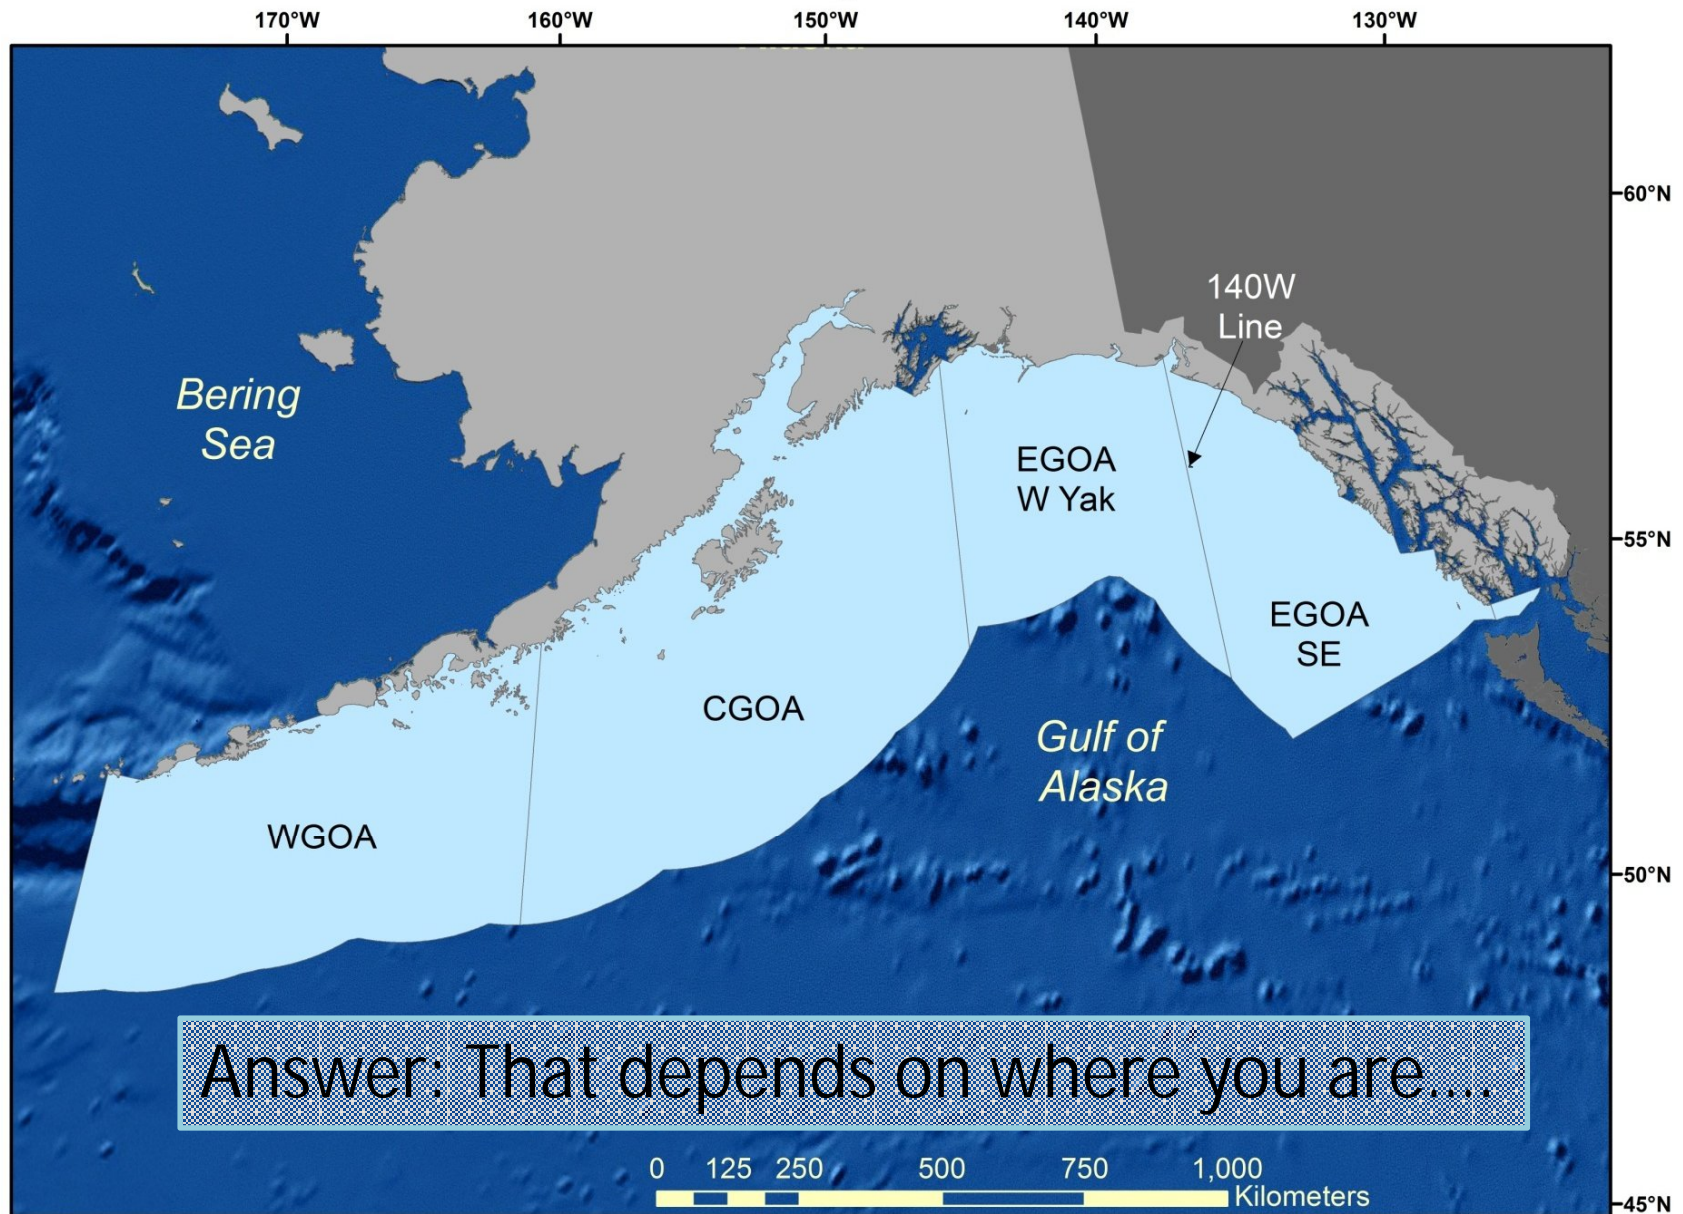 170°W 160°W 150°W 140°W 130°W
60°N
140W
Line
Bering
Sea
EGOA
W Yak
55°N
EGOA
SE
CGOA
Gulf of
Alaska
WGOA
50°N
Answer: That depends on where you are....
0 125 250 500 750 1,000
Kilometers
45°N